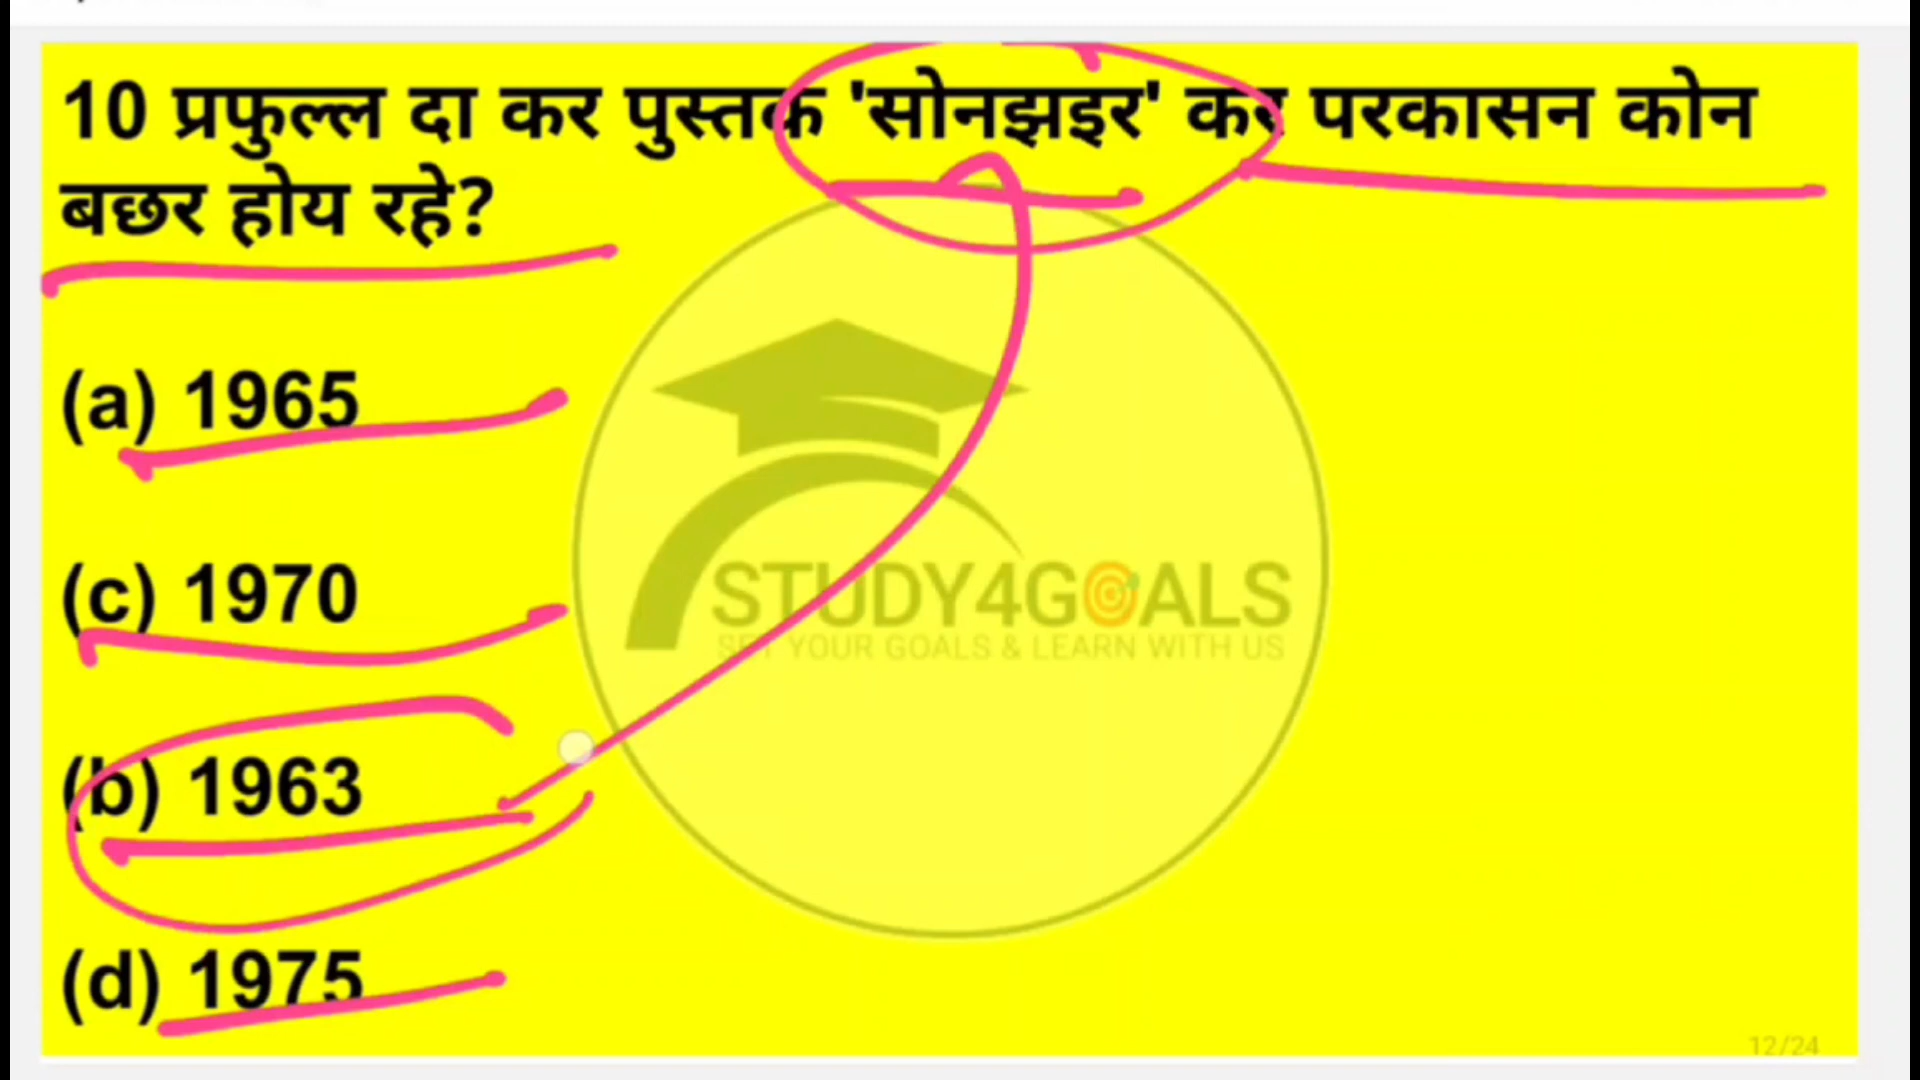 10 प्रफुल्ल दा कर पुस्तक 'सोनझइर' कर परकासन कोन
बछर होय रहे?
(a) 1965
(c) 1970
STUDY4GOALS
SET YOUR GOALS & LEARN WITH US
(b) 1963
(d) 1975
12/24